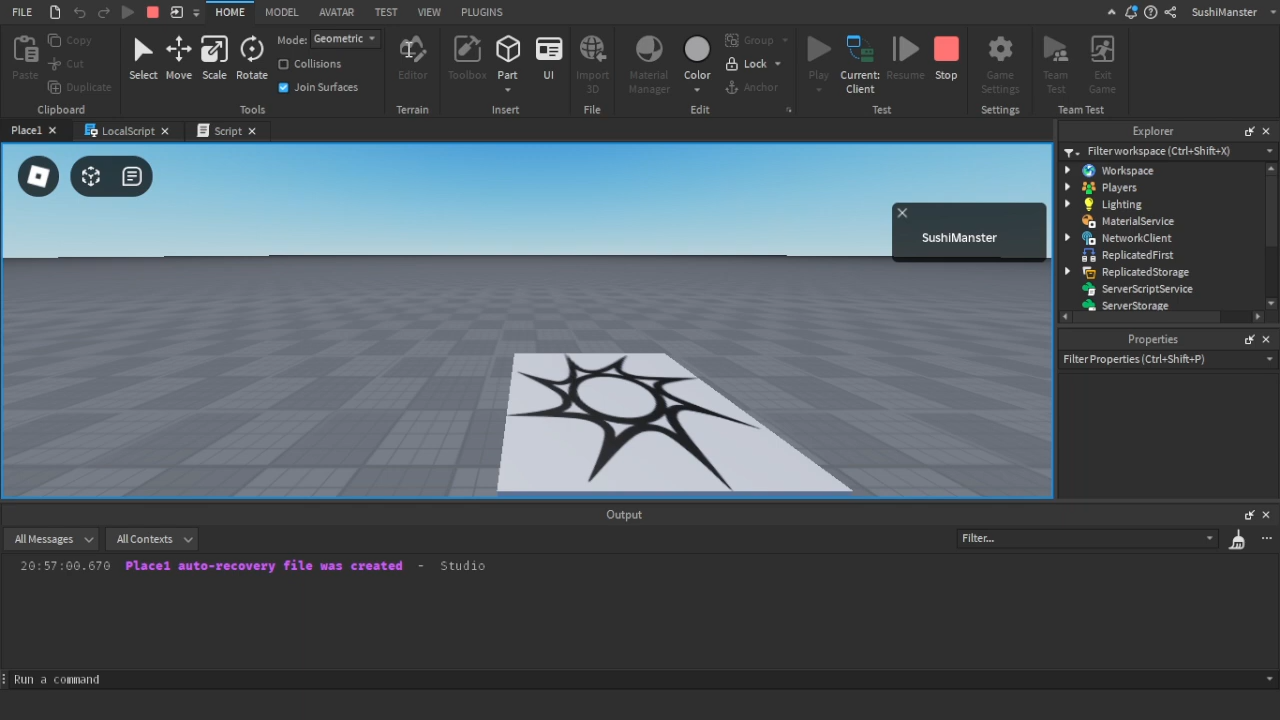 FILE HOME MODEL AVATAR TEST VIEW PLUGINS SushiManster
Paste Copy Cut Duplicate
Clipboard
Select Move Scale Rotate
Mode: Geometric
Collisions
Join Surfaces
Tools
Editor
Terrain
Toolbox Part UI
Insert
Import 3D
File
Material Manager Color Group Lock Anchor
Edit
Play Current: Client Resume Stop
Test
Game Settings
Settings
Team Test Exit Game
Team Test
Place1 LocalScript Script
SushiManster
Explorer
Filter workspace (Ctrl+Shift+X)
Workspace
Players
Lighting
MaterialService
NetworkClient
ReplicatedFirst
ReplicatedStorage
ServerScriptService
ServerStorage
Properties
Filter Properties (Ctrl+Shift+P)
Output
All Messages All Contexts Filter...
20:57:00.670 Place1 auto-recovery file was created - Studio
Run a command